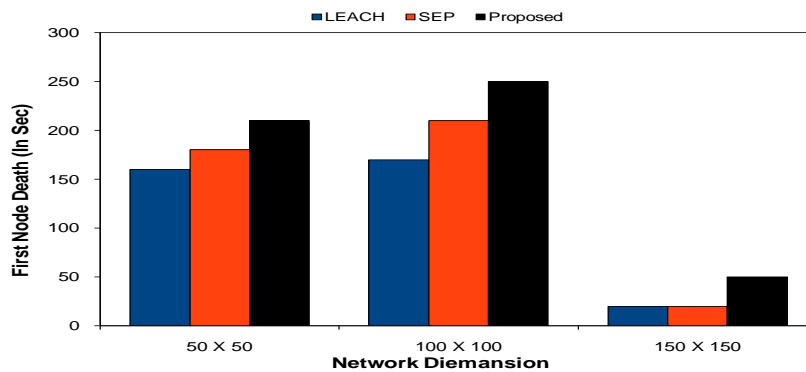 LEACH SEP Proposed
300
250
200
150
100
50
0
First Node Death (In Sec)
50 X 50 100 X 100 150 X 150
Network Diemansion